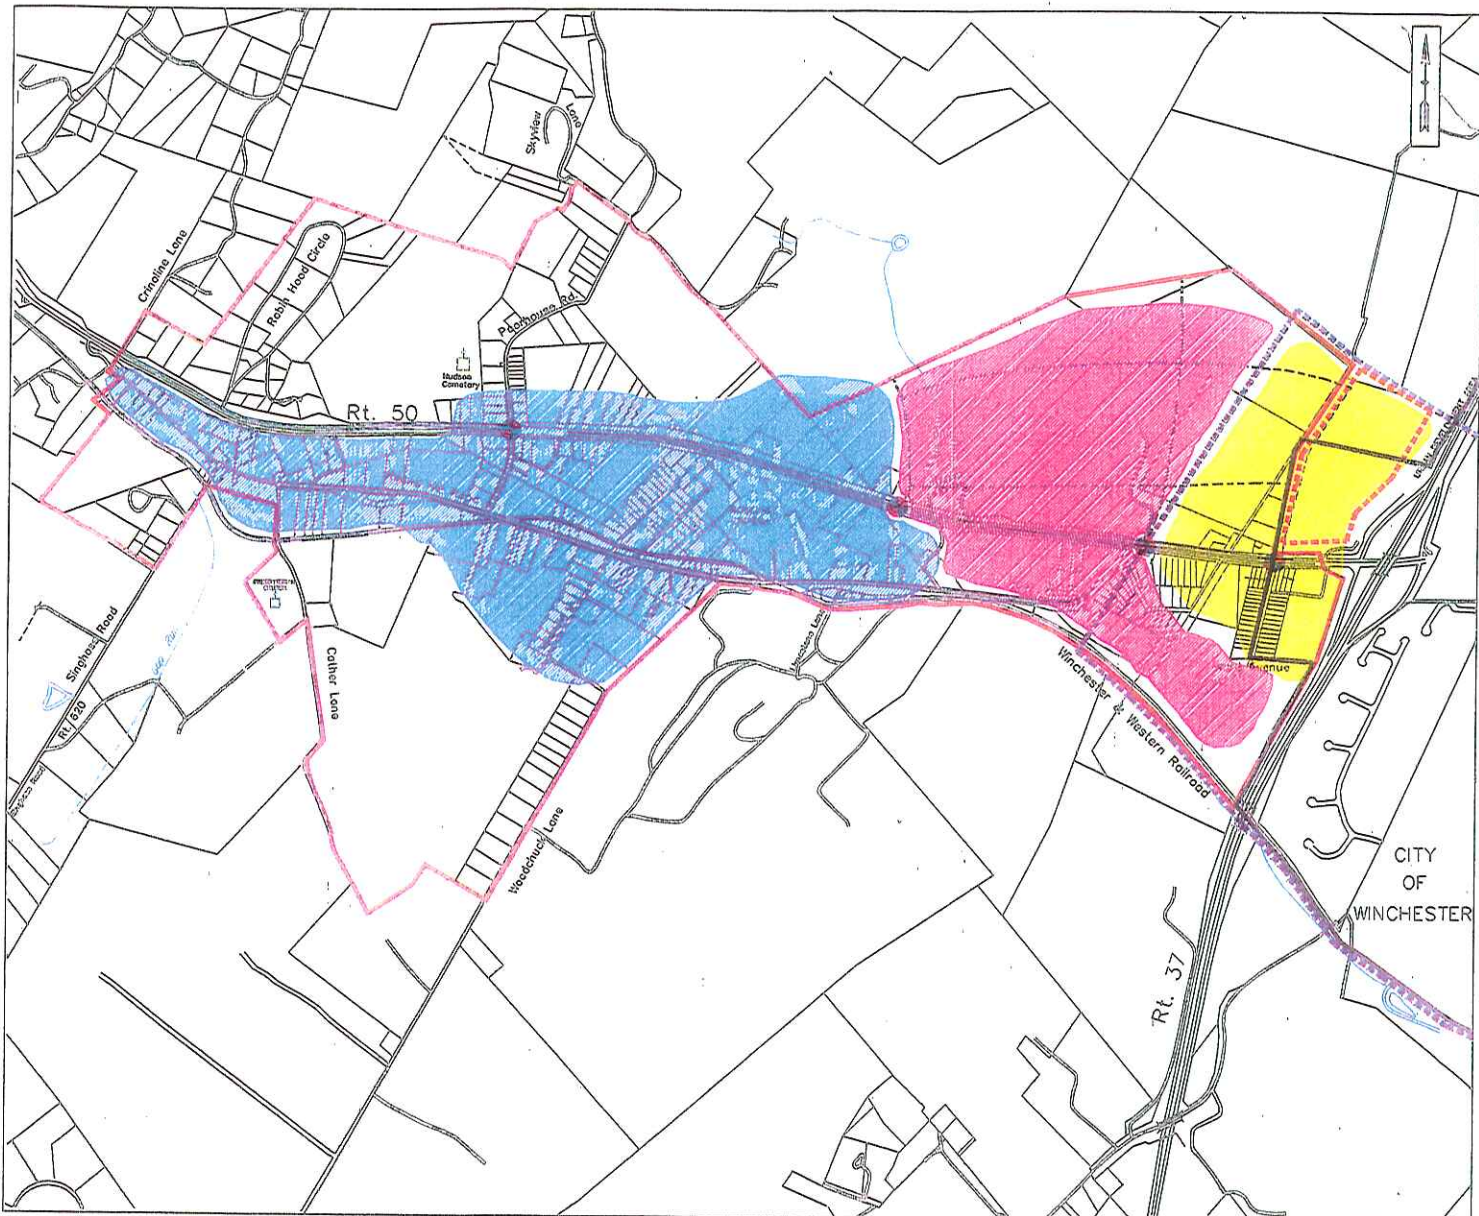 Skyview
Lane
Crinoline Lane
Robin Hood Circle
Poorhouse Rd.
Hudson
Cemetary
Rt. 50
Singhass Road
Rt. 620
Cather Lane
Woodchuck Lane
Winchester & Western Railroad
Rt. 37
CITY
OF
WINCHESTER